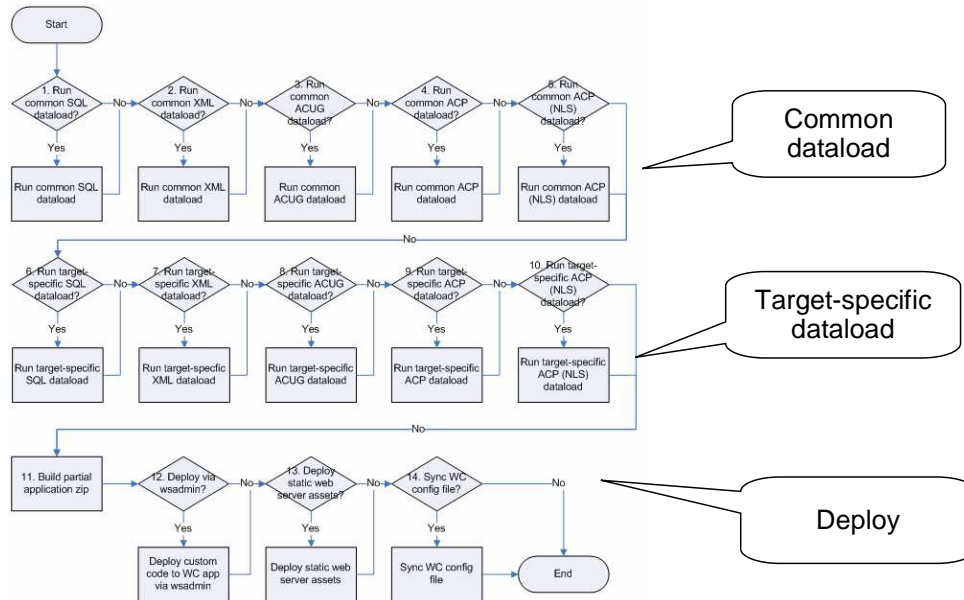 Start
1. Run
common SQL
dataload?
No
2. Run
common XML
dataload?
No
3. Run
common
ACUG
dataload?
No
4. Run
common ACP
dataload?
No
5. Run
common ACP
(NLS)
dataload?
Yes
Yes
Yes
Yes
Yes
Run common SQL
dataload
Run common XML
dataload
Run common
ACUG dataload
Run common ACP
dataload
Run common ACP
(NLS) dataload
Common
dataload
No
6. Run target-
specific SQL
dataload?
No
7. Run target-
specific XML
dataload?
No
8. Run target-
specific ACUG
dataload?
No
9. Run target-
specific ACP
dataload?
No
10. Run target-
specific ACP
(NLS)
dataload?
Yes
Yes
Yes
Yes
Yes
Run target-specific
SQL dataload
Run target-specfic
XML dataload
Run target-specific
ACUG dataload
Run target-specific
ACP dataload
Run target-specific
ACP (NLS)
dataload
Target-specific
dataload
No
11. Build partial
application zip
12. Deploy via
wsadmin?
No
13. Deploy
static web
server assets?
No
14. Sync WC
config file?
No
Yes
Yes
Yes
Deploy custom
code to WC app
via wsadmin
Deploy static web
server assets
Sync WC config
file
End
Deploy